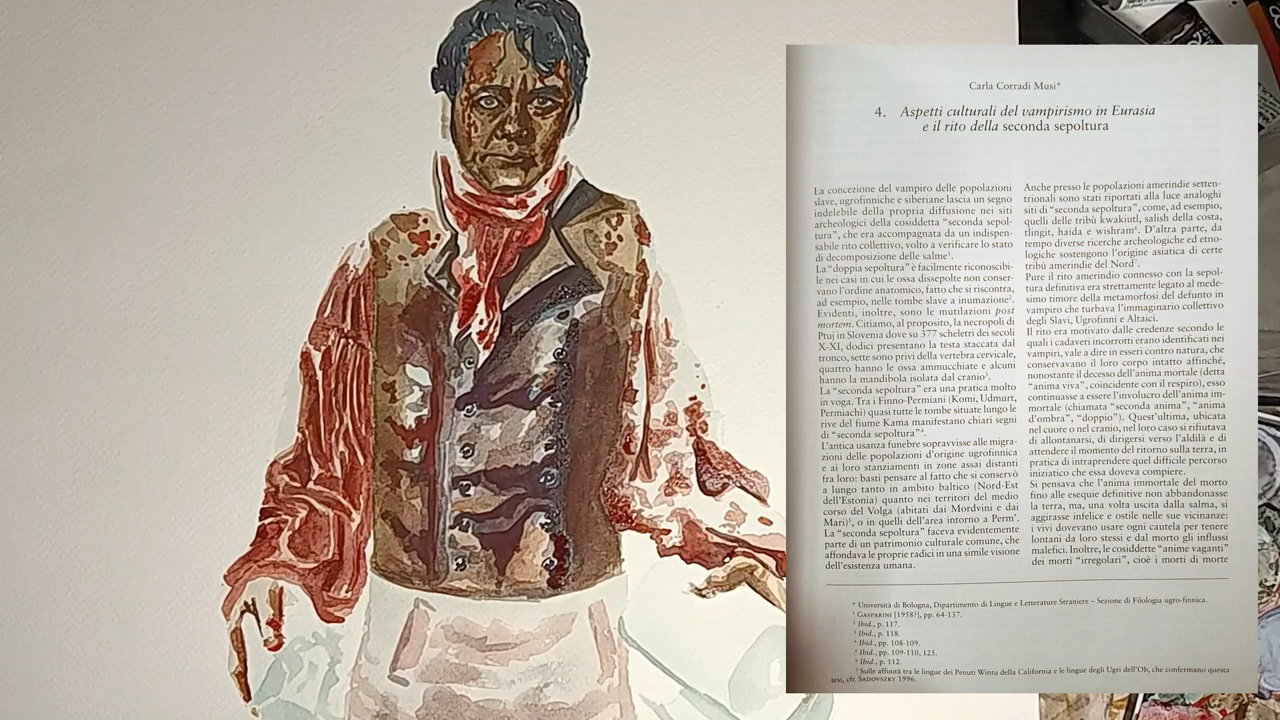 Carla Corradi Musi*
4. Aspetti culturali del vampirismo in Eurasia
e il rito della seconda sepoltura
La concezione del vampiro delle popolazioni
slave, ugrofinniche e siberiane lascia un segno
indelebile della propria diffusione nei siti
archeologici della cosiddetta “seconda sepol-
tura”, che era accompagnata da un indispen-
sabile rito collettivo, volto a verificare lo stato
di decomposizione delle salme¹.
La “doppia sepoltura” è facilmente riconoscibi-
le nei casi in cui le ossa dissepolte non conser-
vano l'ordine anatomico, fatto che si riscontra,
ad esempio, nelle tombe slave a inumazione².
Evidenti, inoltre, sono le mutilazioni post
mortem. Citiamo, al proposito, la necropoli di
Ptuj in Slovenia dove su 377 scheletri dei secoli
X-XI, dodici presentano la testa staccata dal
tronco, sette sono privi della vertebra cervicale,
quattro hanno le ossa ammucchiate e alcuni
hanno la mandibola isolata dal cranio³.
La “seconda sepoltura” era una pratica molto
in voga. Tra i Finno-Permiani (Komi, Udmurt,
Permiachi) quasi tutte le tombe situate lungo le
rive del fiume Kama manifestano chiari segni
di “seconda sepoltura”⁴.
L'antica usanza funebre sopravvisse alle migra-
zioni delle popolazioni d'origine ugrofinnica
e ai loro stanziamenti in zone assai distanti
fra loro: basti pensare al fatto che si conservò
a lungo tanto in ambito baltico (Nord-Est
dell'Estonia) quanto nei territori del medio
corso del Volga (abitati dai Mordvini e dai
Mari)⁵, o in quelli dell'area intorno a Perm'.
La “seconda sepoltura” faceva evidentemente
parte di un patrimonio culturale comune, che
affondava le proprie radici in una simile visione
dell'esistenza umana.
Anche presso le popolazioni amerindie setten-
trionali sono stati riportati alla luce analoghi
siti di “seconda sepoltura”, come, ad esempio,
quelli delle tribù kwakiutl, salish della costa,
tlingit, haida e wishram⁶. D'altra parte, da
tempo diverse ricerche archeologiche ed etno-
logiche sostengono l'origine asiatica di certe
tribù amerindie del Nord⁷.
Pure il rito amerindio connesso con la sepol-
tura definitiva era strettamente legato al mede-
simo timore della metamorfosi del defunto in
vampiro che turbava l'immaginario collettivo
degli Slavi, Ugrofinni e Altaici.
Il rito era motivato dalle credenze secondo le
quali i cadaveri incorrotti erano identificati nei
vampiri, vale a dire in esseri contro natura, che
conservavano il loro corpo intatto affinché,
nonostante il decesso dell'anima mortale (detta
“anima viva”, coincidente con il respiro), esso
continuasse a essere l'involucro dell'anima im-
mortale (chiamata “seconda anima”, “anima
d'ombra”, “doppio”). Quest'ultima, ubicata
nel cuore o nel cranio, nel loro caso si rifiutava
di allontanarsi, di dirigersi verso l'aldilà e di
attendere il momento del ritorno sulla terra, in
pratica di intraprendere quel difficile percorso
iniziatico che essa doveva compiere.
Si pensava che l'anima immortale del morto
fino alle esequie definitive non abbandonasse
la terra, ma, una volta uscita dalla salma, si
aggirasse infelice e ostile nelle sue vicinanze:
i vivi dovevano usare ogni cautela per tenere
lontani da loro stessi e dal morto gli influssi
malefici. Inoltre, le cosiddette “anime vaganti”
dei morti “irregolari”, cioè i morti di morte
* Università di Bologna, Dipartimento di Lingue e Letterature Straniere – Sezione di Filologia ugro-finnica.
¹ GASPARINI [1958?], pp. 64-137.
² Ibid., p. 117.
³ Ibid., p. 118.
⁴ Ibid., pp. 108-109.
⁵ Ibid., pp. 109-110, 125.
⁶ Ibid., p. 112.
⁷ Sulle affinità tra le lingue dei Penuti Wintu della California e le lingue degli Ugri dell'Ob, che confermano questa
tesi, cfr. SADOVSZKY 1996.